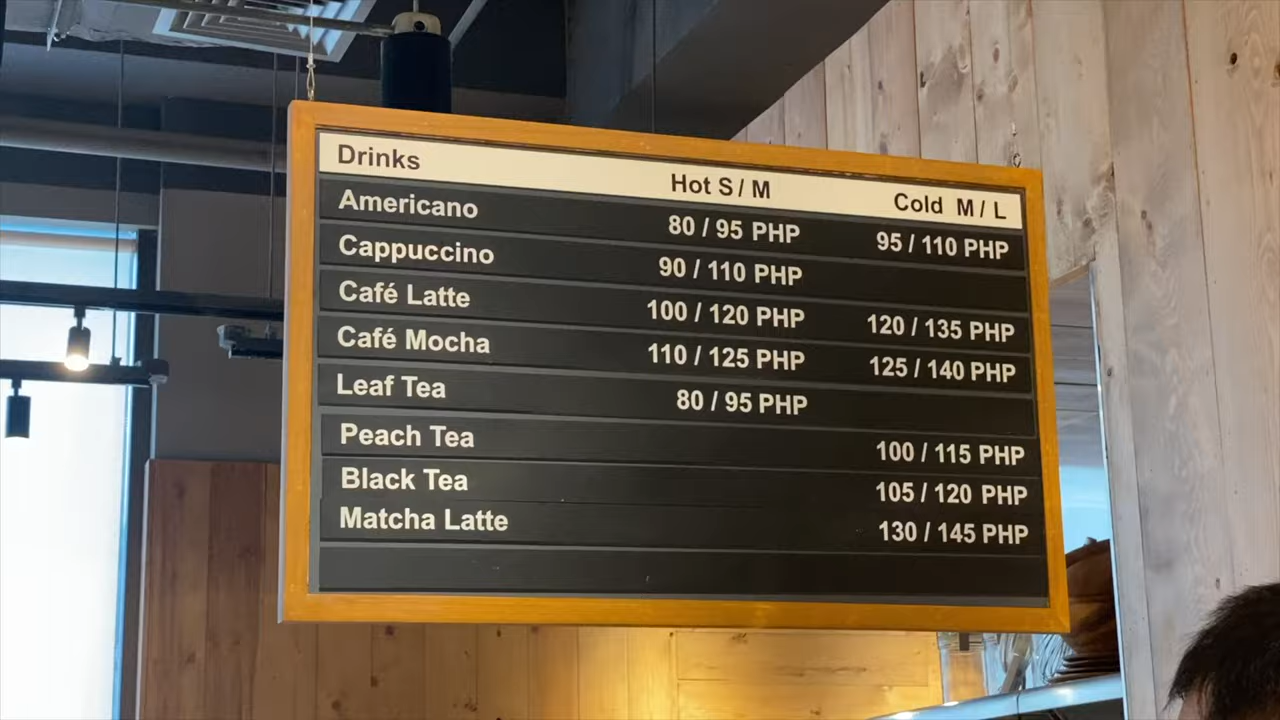 Drinks Hot S / M Cold M / L
Americano 80 / 95 PHP 95 / 110 PHP
Cappuccino 90 / 110 PHP
Café Latte 100 / 120 PHP 120 / 135 PHP
Café Mocha 110 / 125 PHP 125 / 140 PHP
Leaf Tea 80 / 95 PHP
Peach Tea 100 / 115 PHP
Black Tea 105 / 120 PHP
Matcha Latte 130 / 145 PHP